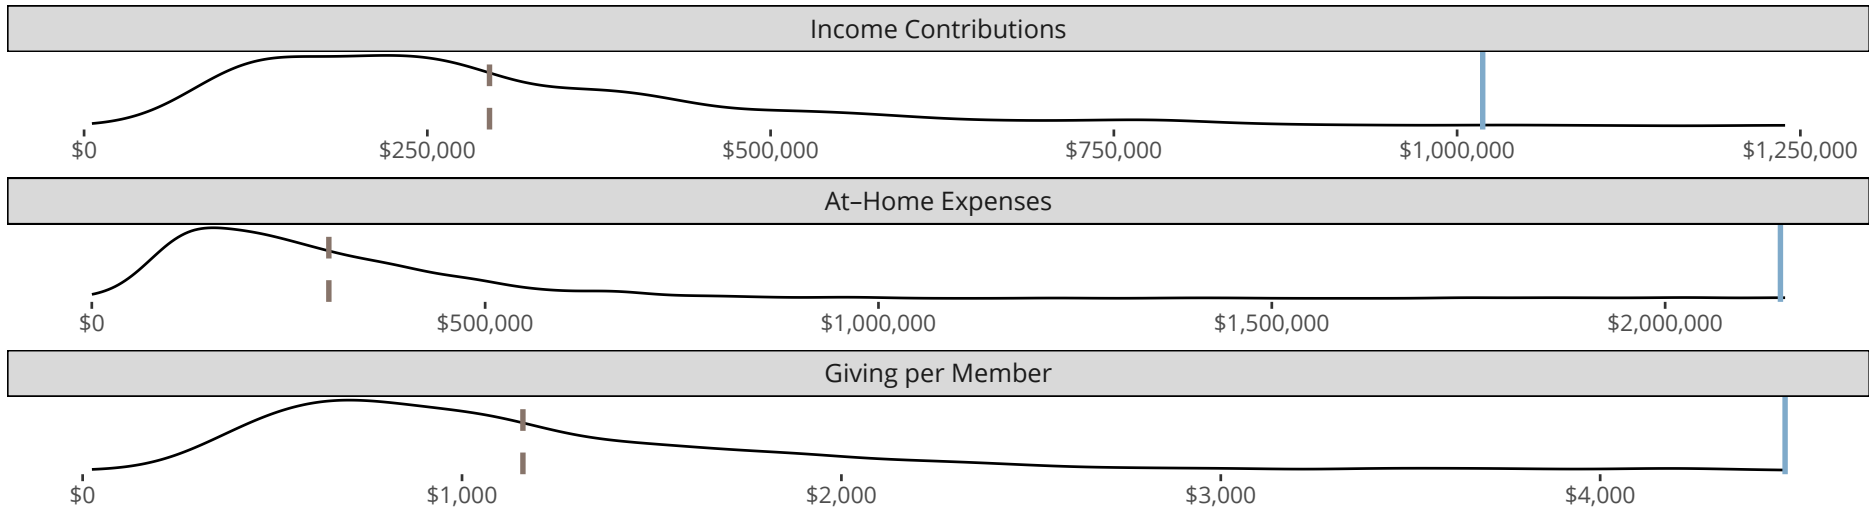 Income Contributions
$0 $250,000 $500,000 $750,000 $1,000,000 $1,250,000
At–Home Expenses
$0 $500,000 $1,000,000 $1,500,000 $2,000,000
Giving per Member
$0 $1,000 $2,000 $3,000 $4,000